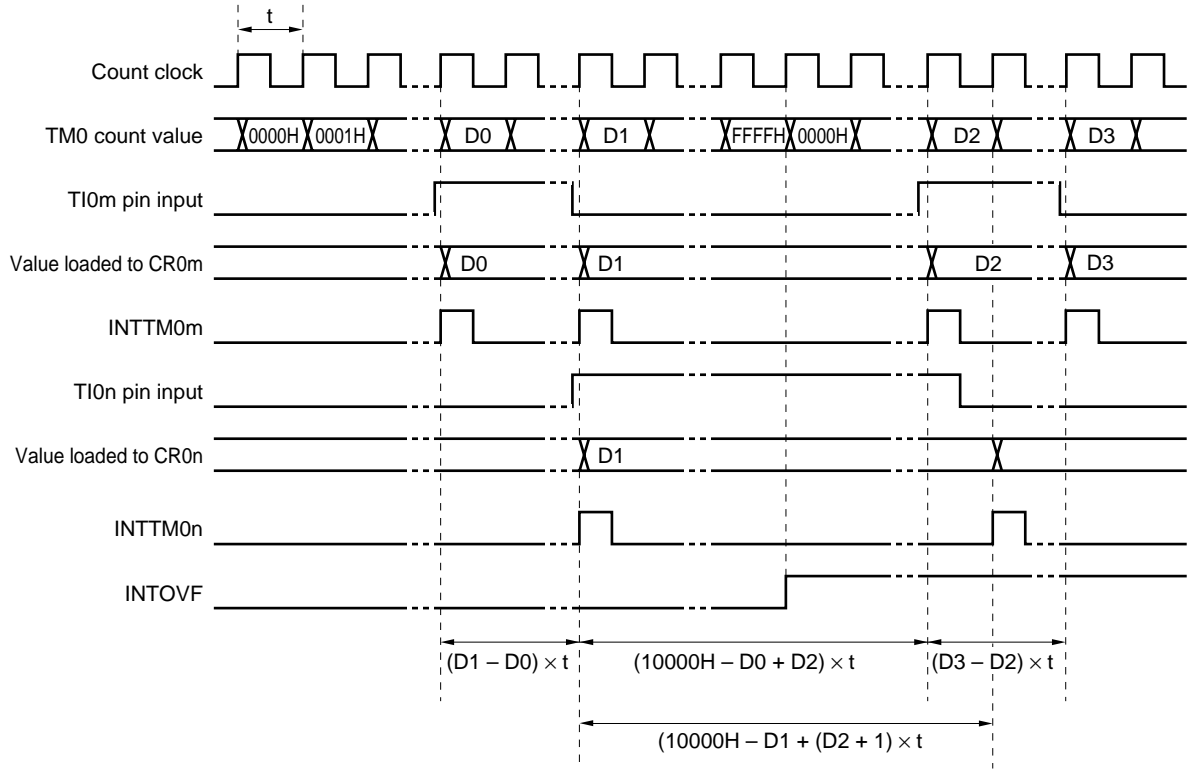 t
Count clock
TM0 count value 0000H 0001H D0 D1 FFFFH 0000H D2 D3
TI0m pin input
Value loaded to CR0m D0 D1 D2 D3
INTTM0m
TI0n pin input
Value loaded to CR0n D1
INTTM0n
INTOVF
(D1 – D0) × t (10000H – D0 + D2) × t (D3 – D2) × t
(10000H – D1 + (D2 + 1) × t